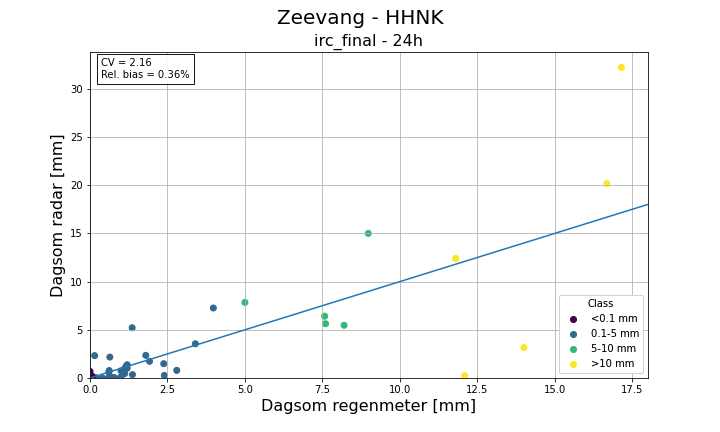 Zeevang - HHNK
irc_final - 24h
CV = 2.16
Rel. bias = 0.36%
Dagsom radar [mm]
30
25
20
15
10
5
0
0.0 2.5 5.0 7.5 10.0 12.5 15.0 17.5
Dagsom regenmeter [mm]
Class
<0.1 mm
0.1-5 mm
5-10 mm
>10 mm